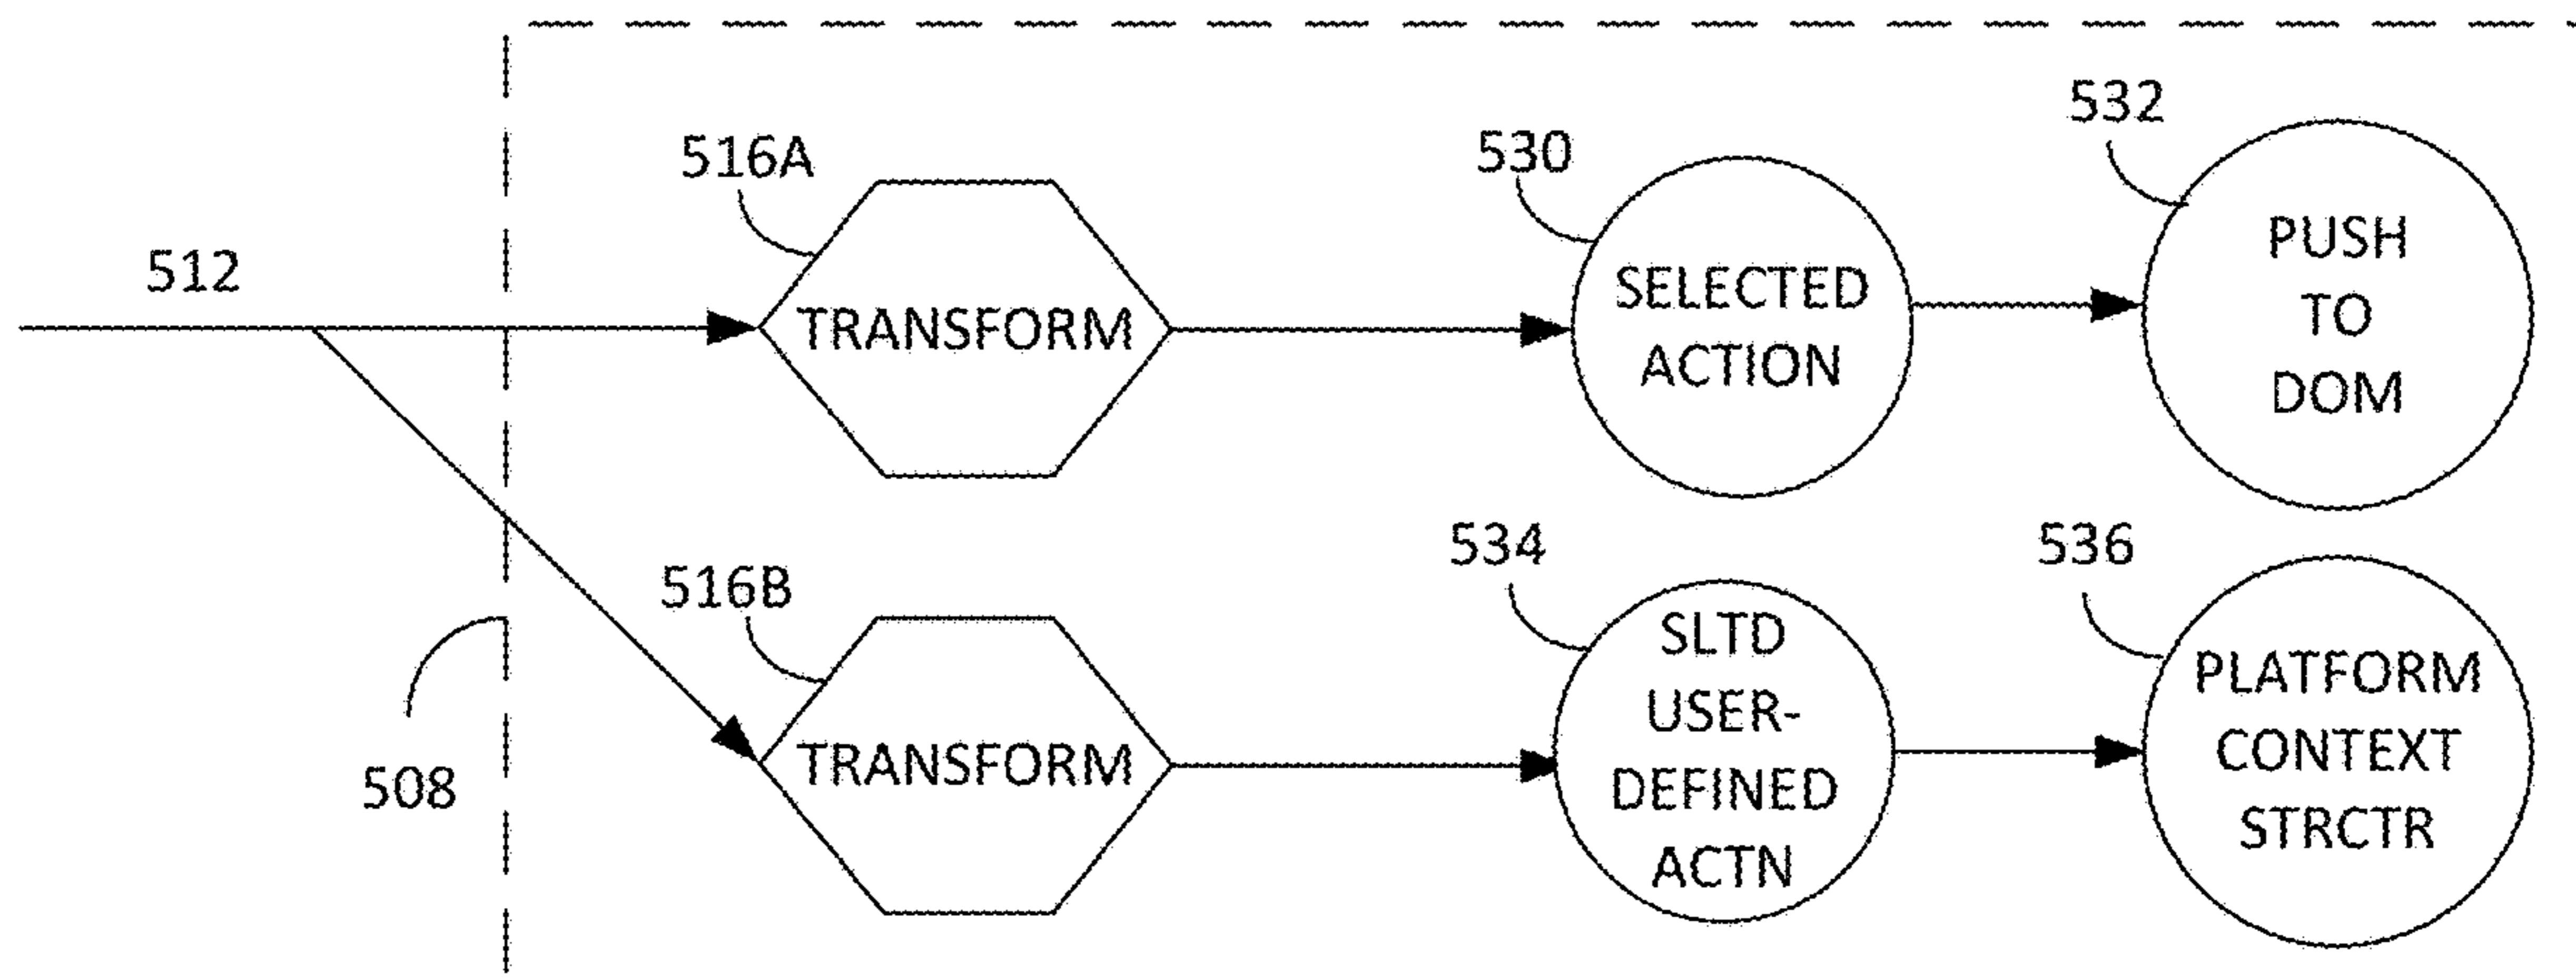 532
516A
530
512
TRANSFORM
SELECTED
ACTION
PUSH
TO
DOM
534
536
516B
508
TRANSFORM
SLTD
USER-
DEFINED
ACTN
PLATFORM
CONTEXT
STRCTR